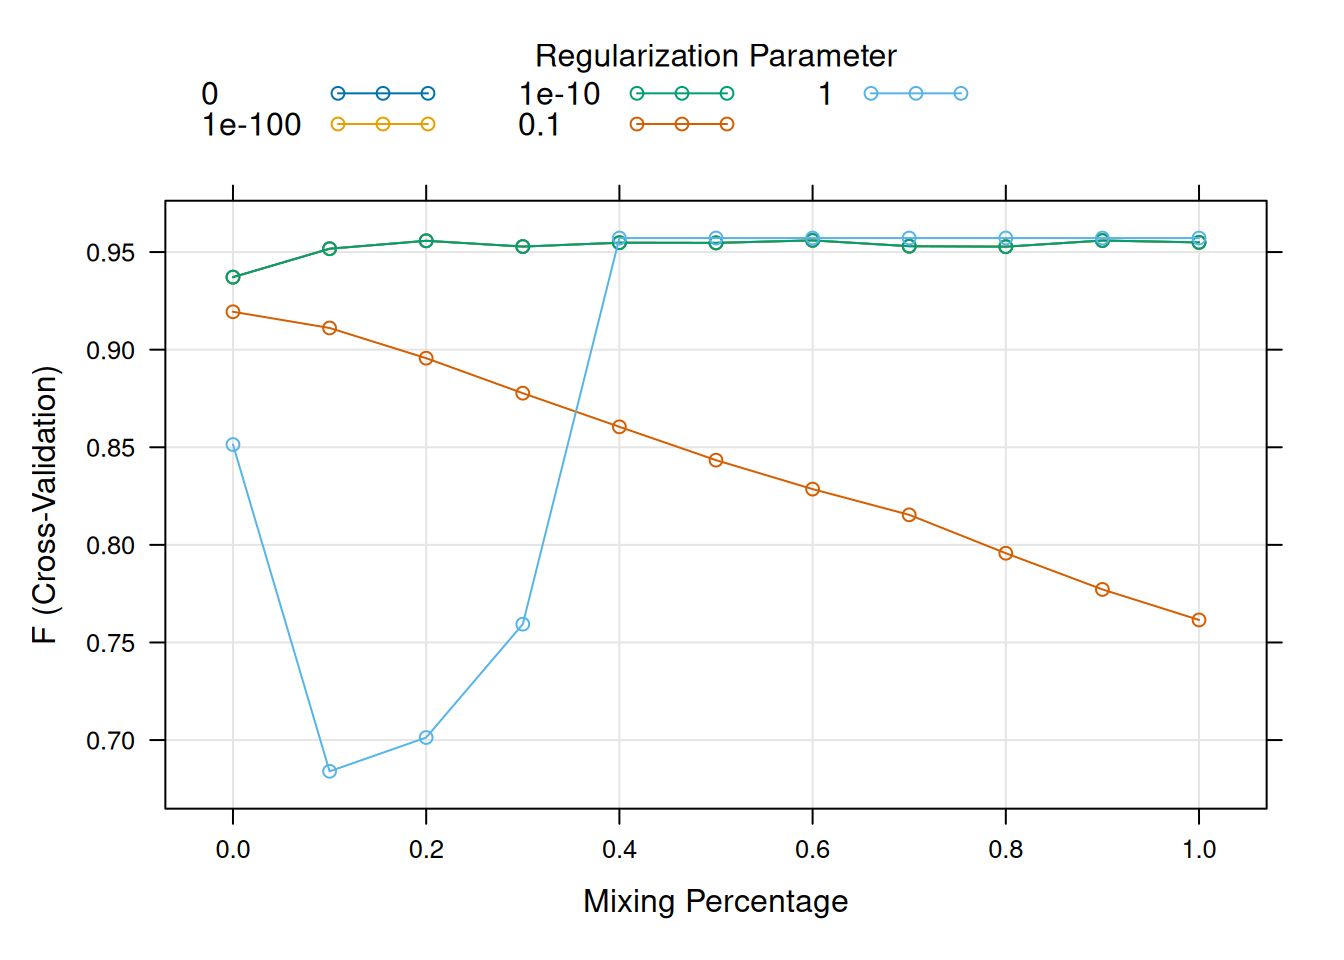 Regularization Parameter
0 1e-10 1
1e-100 0.1
0.95
0.90
0.85
0.80
0.75
0.70
F (Cross-Validation)
0.0 0.2 0.4 0.6 0.8 1.0
Mixing Percentage